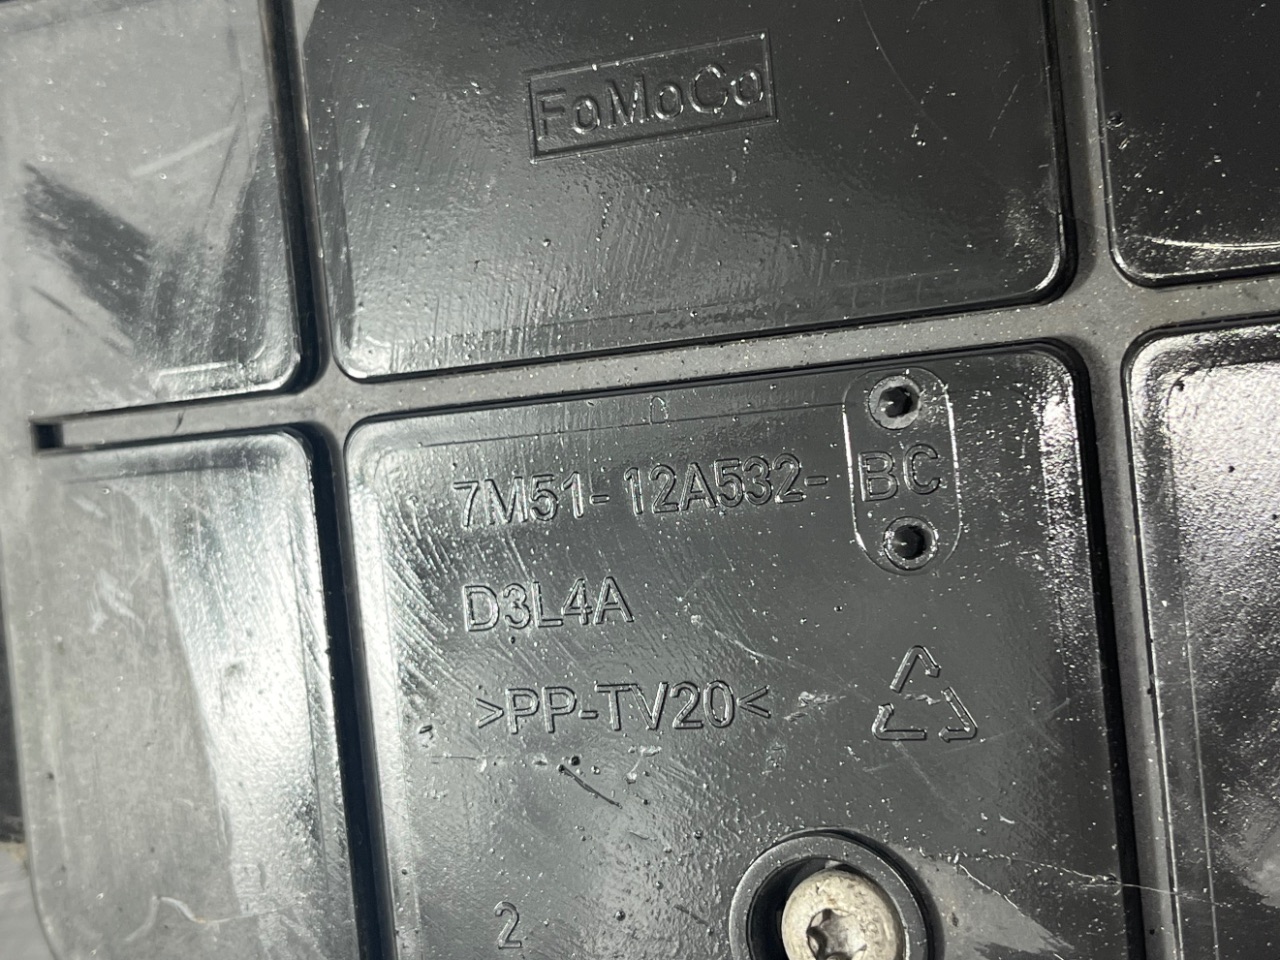 FoMoCo
7M51-12A532-BC
D3L4A
>PP-TV20<
2